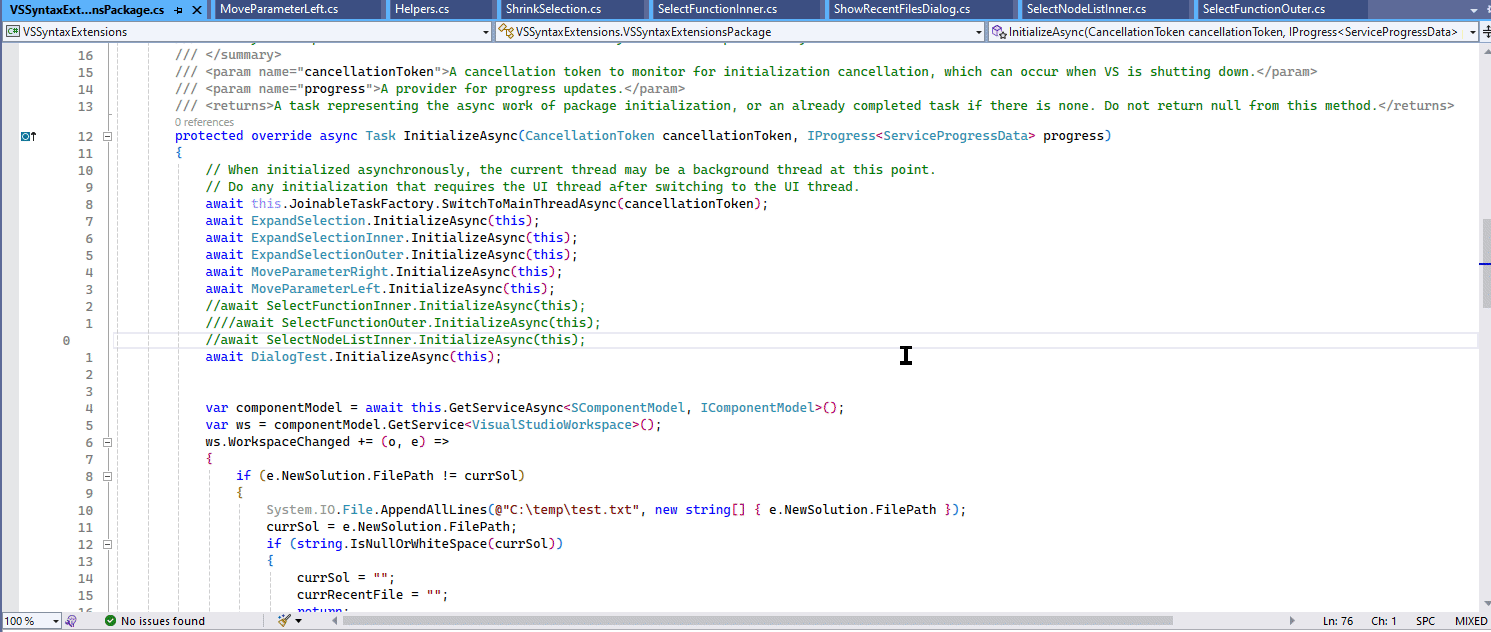 VSSyntaxExt...nsPackage.cs MoveParameterLeft.cs Helpers.cs ShrinkSelection.cs SelectFunctionInner.cs ShowRecentFilesDialog.cs SelectNodeListInner.cs SelectFunctionOuter.cs
C# VSSyntaxExtensions VSSyntaxExtensions.VSSyntaxExtensionsPackage InitializeAsync(CancellationToken cancellationToken, IProgress<ServiceProgressData>
16 /// </summary>
15 /// <param name="cancellationToken">A cancellation token to monitor for initialization cancellation, which can occur when VS is shutting down.</param>
14 /// <param name="progress">A provider for progress updates.</param>
13 /// <returns>A task representing the async work of package initialization, or an already completed task if there is none. Do not return null from this method.</returns>
0 references
12 protected override async Task InitializeAsync(CancellationToken cancellationToken, IProgress<ServiceProgressData> progress)
11 {
10 // When initialized asynchronously, the current thread may be a background thread at this point.
9 // Do any initialization that requires the UI thread after switching to the UI thread.
8 await this.JoinableTaskFactory.SwitchToMainThreadAsync(cancellationToken);
7 await ExpandSelection.InitializeAsync(this);
6 await ExpandSelectionInner.InitializeAsync(this);
5 await ExpandSelectionOuter.InitializeAsync(this);
4 await MoveParameterRight.InitializeAsync(this);
3 await MoveParameterLeft.InitializeAsync(this);
2 //await SelectFunctionInner.InitializeAsync(this);
1 ////await SelectFunctionOuter.InitializeAsync(this);
0 //await SelectNodeListInner.InitializeAsync(this);
1 await DialogTest.InitializeAsync(this);
2
3
4 var componentModel = await this.GetServiceAsync<SComponentModel, IComponentModel>();
5 var ws = componentModel.GetService<VisualStudioWorkspace>();
6 ws.WorkspaceChanged += (o, e) =>
7 {
8 if (e.NewSolution.FilePath != currSol)
9 {
10 System.IO.File.AppendAllLines(@"C:\temp\test.txt", new string[] { e.NewSolution.FilePath });
11 currSol = e.NewSolution.FilePath;
12 if (string.IsNullOrWhiteSpace(currSol))
13 {
14 currSol = "";
15 currRecentFile = "";
16 return;
100 % No issues found Ln: 76 Ch: 1 SPC MIXED